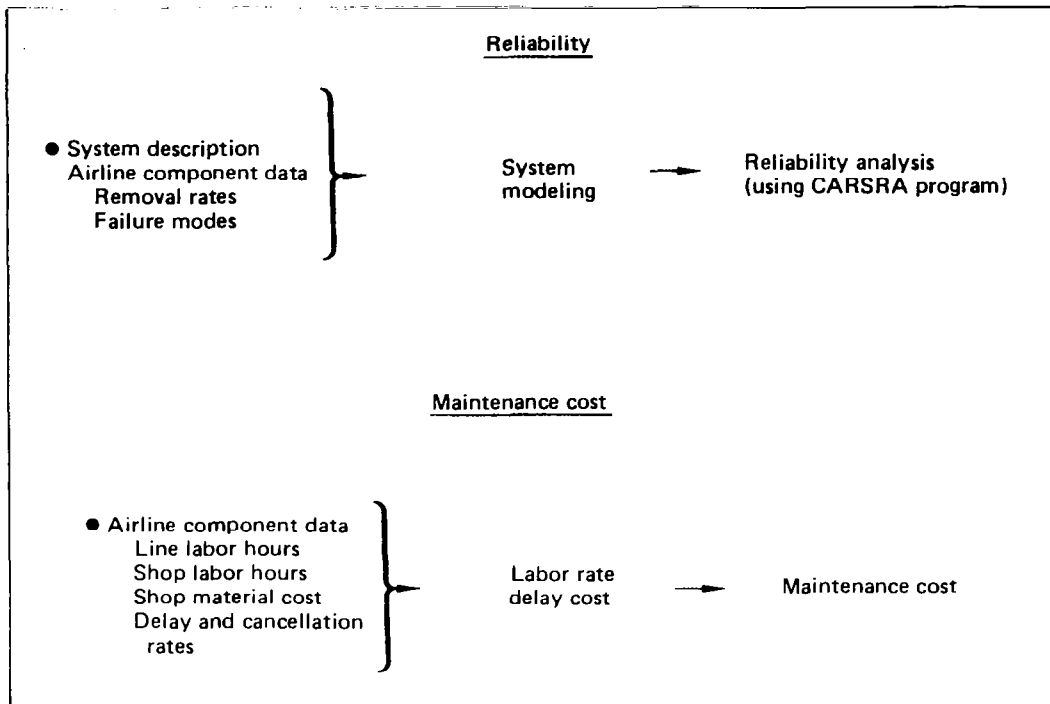 Reliability
● System description
Airline component data
Removal rates
Failure modes
System
modeling
Reliability analysis
(using CARSRA program)
Maintenance cost
● Airline component data
Line labor hours
Shop labor hours
Shop material cost
Delay and cancellation
rates
Labor rate
delay cost
Maintenance cost